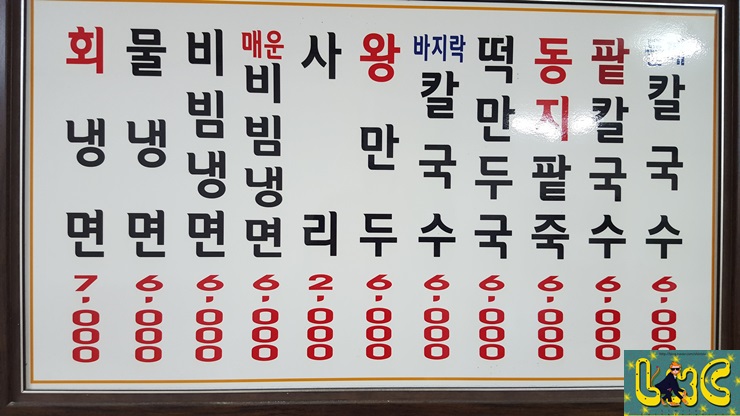 회냉면 7,000
물냉면 6,000
비빔냉면 6,000
매운비빔냉면 6,000
사리 2,000
왕만두 6,000
바지락칼국수 6,000
떡만두국 6,000
동지팥죽 6,000
팥칼국수 6,000
칼국수 6,000
LMC